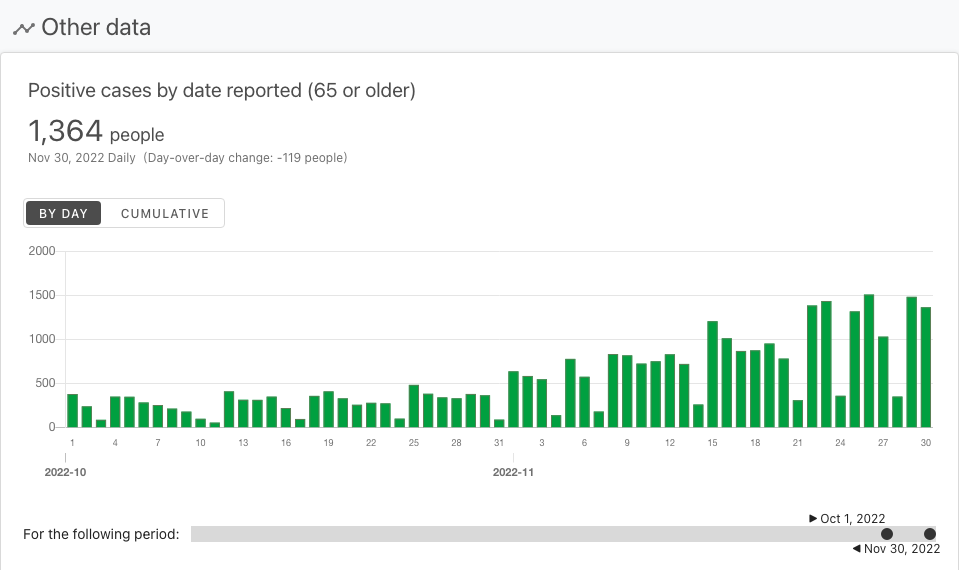 Other data
Positive cases by date reported (65 or older)
1,364 people
Nov 30, 2022 Daily (Day-over-day change: -119 people)
BY DAY CUMULATIVE
2000
1500
1000
500
0
1 4 7 10 13 16 19 22 25 28 31 3 6 9 12 15 18 21 24 27 30
2022-10 2022-11
Oct 1, 2022
For the following period:
Nov 30, 2022